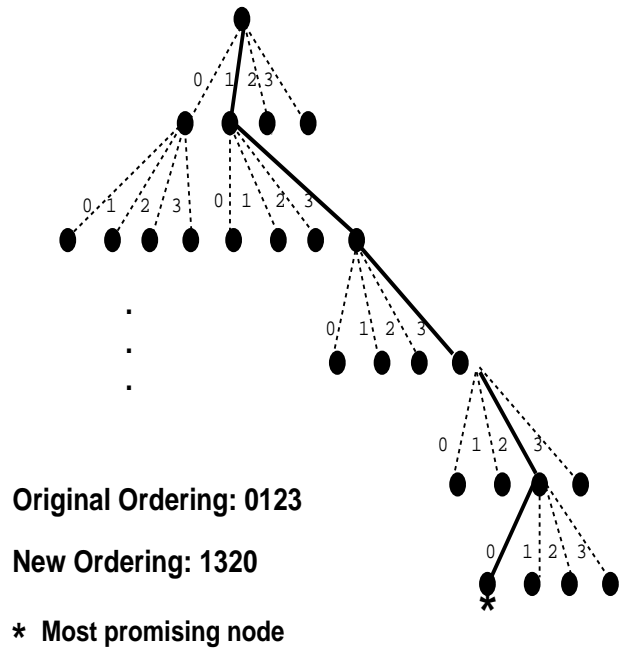 0 1 2 3
0 1 2 3 0 1 2 3
.
.
.
0 1 2 3
0 1 2 3
Original Ordering: 0123
0 1 2 3
New Ordering: 1320
*
* Most promising node